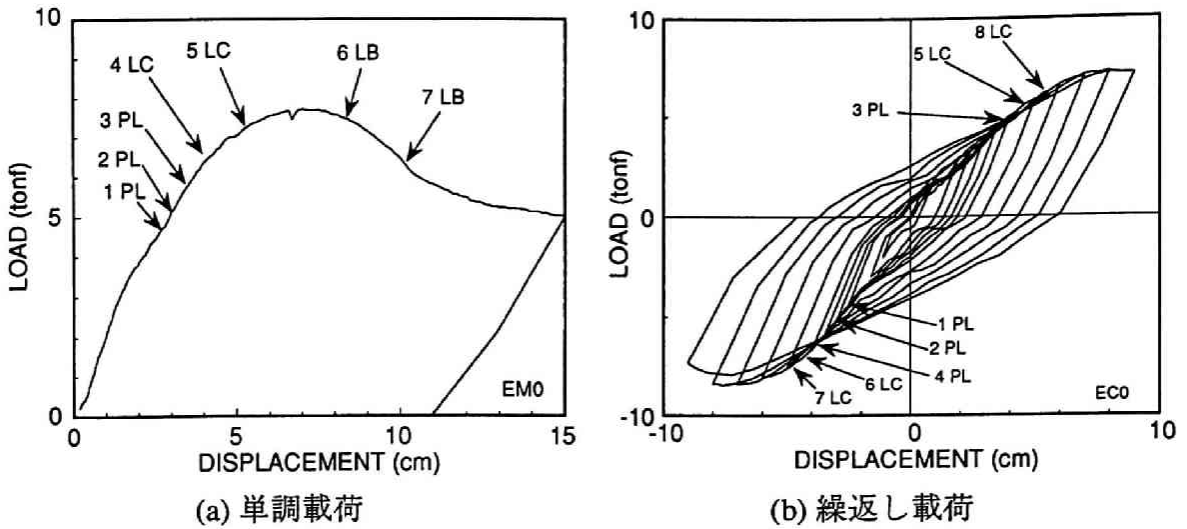 10
5
0
LOAD (tonf)
1 PL
2 PL
3 PL
4 LC
5 LC
6 LB
7 LB
EM0
0
5
10
15
DISPLACEMENT (cm)
(a) 単調載荷
10
5
0
-5
-10
LOAD (tonf)
8 LC
5 LC
3 PL
1 PL
2 PL
4 PL
6 LC
7 LC
EC0
-10
0
10
DISPLACEMENT (cm)
(b) 繰返し載荷